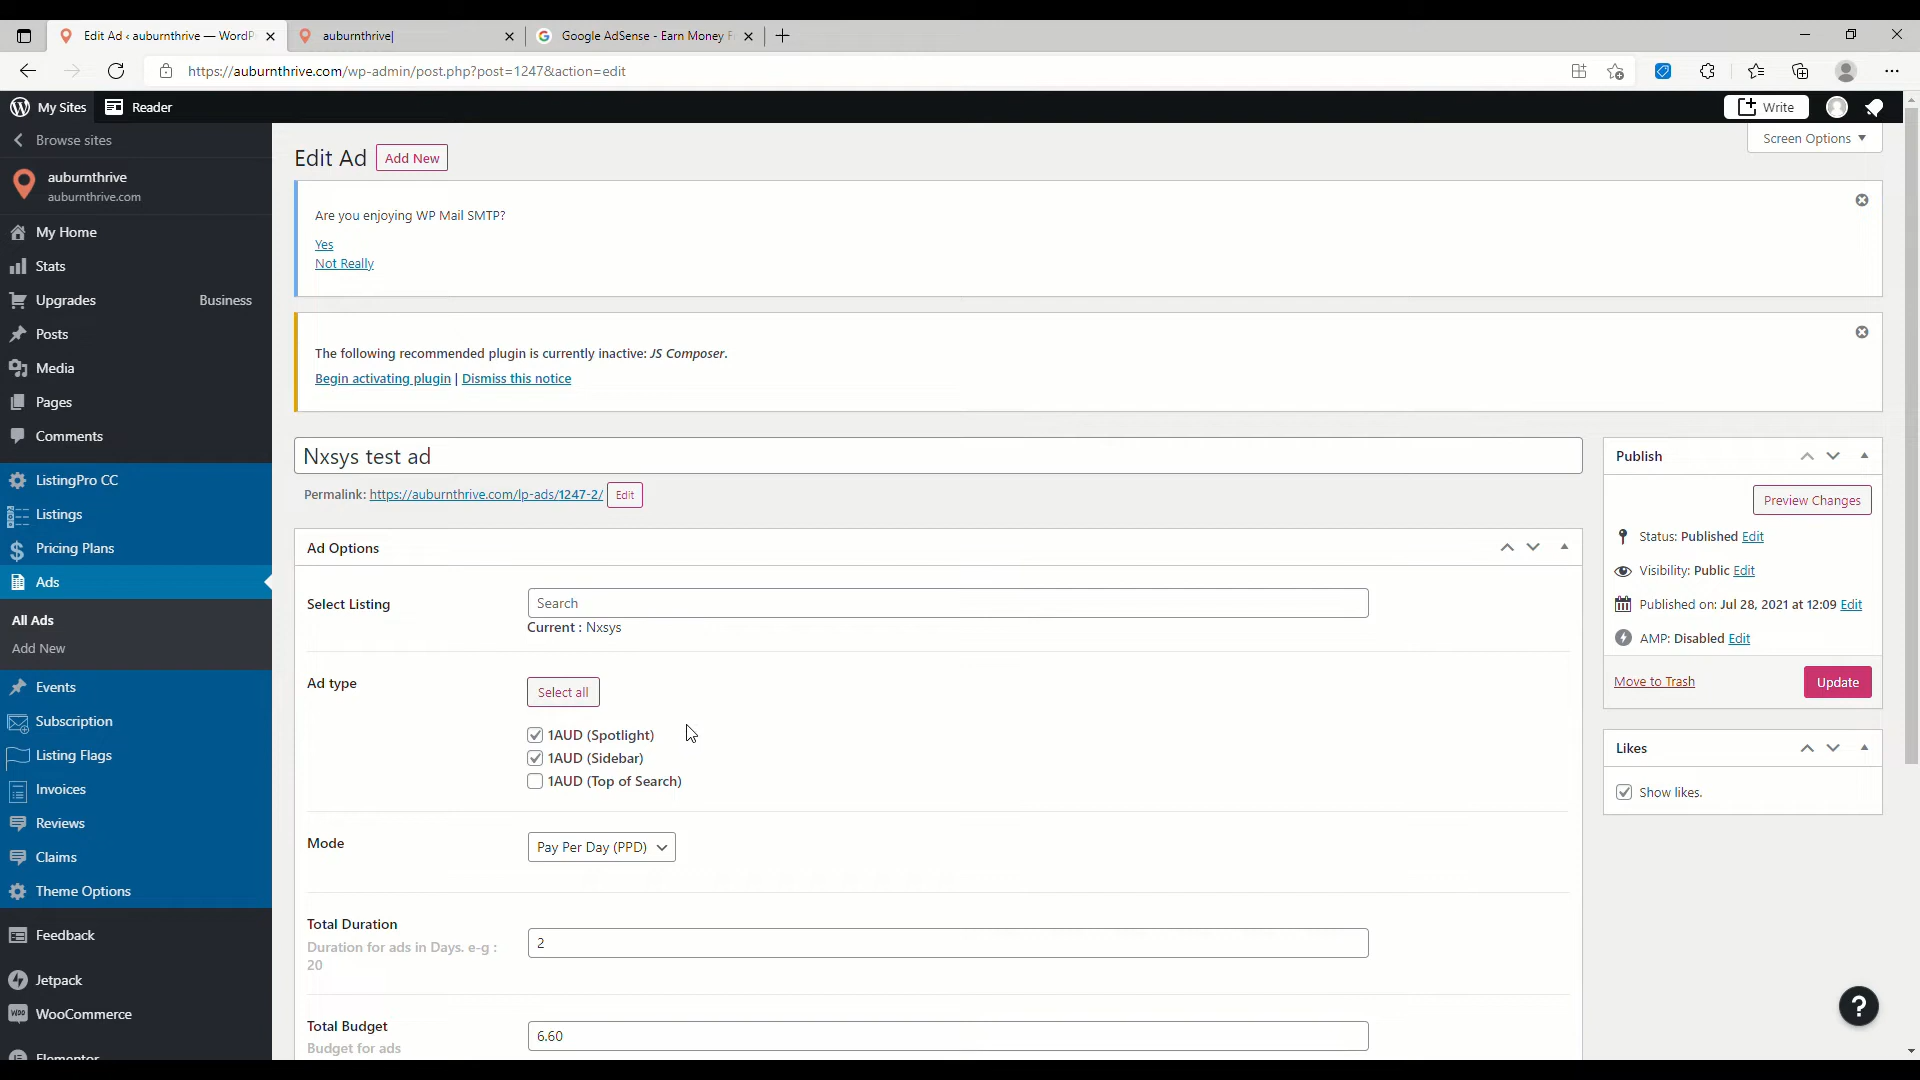 Edit Ad ‹ auburnthrive — WordP
auburnthrive|
Google AdSense - Earn Money F
https://auburnthrive.com/wp-admin/post.php?post=1247&action=edit
My Sites
Reader
Write
Browse sites
auburnthrive
auburnthrive.com
My Home
Stats
Upgrades
Business
Posts
Media
Pages
Comments
ListingPro CC
Listings
Pricing Plans
Ads
All Ads
Add New
Events
Subscription
Listing Flags
Invoices
Reviews
Claims
Theme Options
Feedback
Jetpack
WooCommerce
Elementor
Screen Options
Edit Ad
Add New
Are you enjoying WP Mail SMTP?
Yes
Not Really
The following recommended plugin is currently inactive: JS Composer.
Begin activating plugin | Dismiss this notice
Nxsys test ad
Permalink: https://auburnthrive.com/lp-ads/1247-2/ Edit
Ad Options
Select Listing
Search
Current : Nxsys
Ad type
Select all
1AUD (Spotlight)
1AUD (Sidebar)
1AUD (Top of Search)
Mode
Pay Per Day (PPD)
Total Duration
Duration for ads in Days. e-g :
20
2
Total Budget
Budget for ads
6.60
Publish
Preview Changes
Status: Published Edit
Visibility: Public Edit
Published on: Jul 28, 2021 at 12:09 Edit
AMP: Disabled Edit
Move to Trash
Update
Likes
Show likes.
?